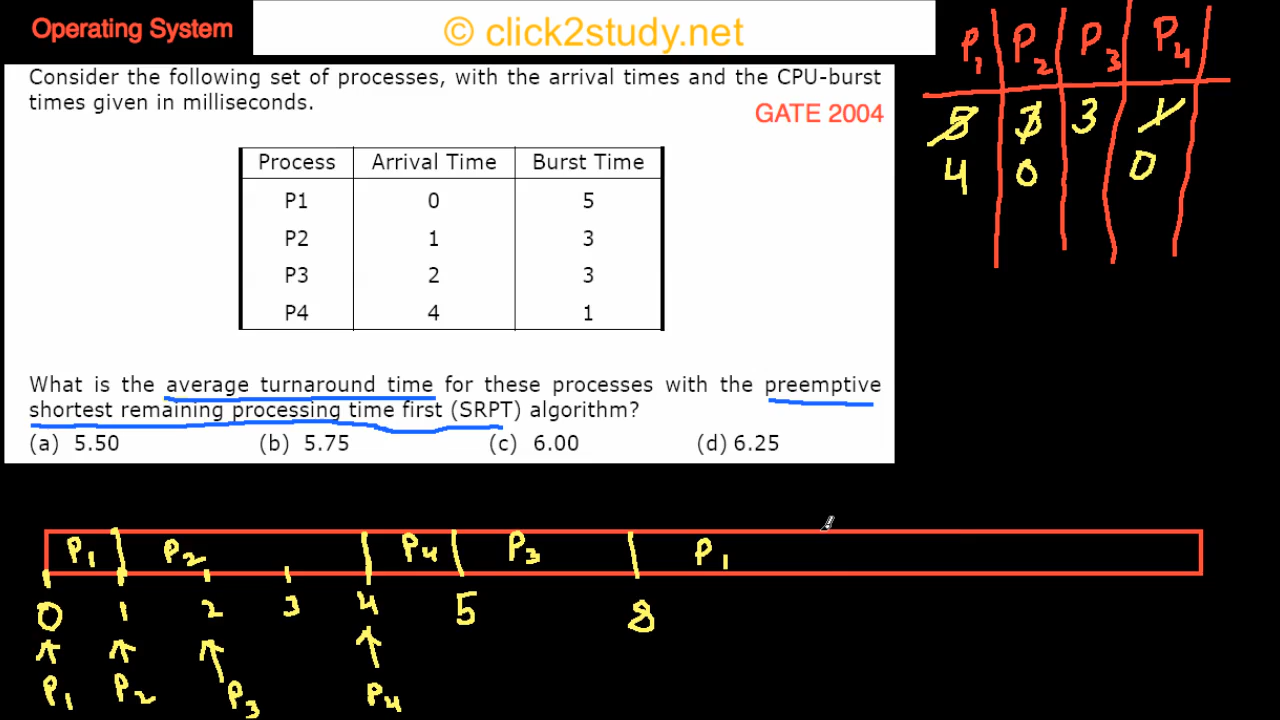 Operating System
© click2study.net
Consider the following set of processes, with the arrival times and the CPU-burst
times given in milliseconds.
GATE 2004
Process Arrival Time Burst Time
P1 0 5
P2 1 3
P3 2 3
P4 4 1
What is the average turnaround time for these processes with the preemptive
shortest remaining processing time first (SRPT) algorithm?
(a) 5.50 (b) 5.75 (c) 6.00 (d) 6.25
P1 P2 P3 P4
5 3 3 1
4 0 0
P1 P2 P4 P3 P1
0 1 2 3 4 5 8
P1 P2 P3 P4